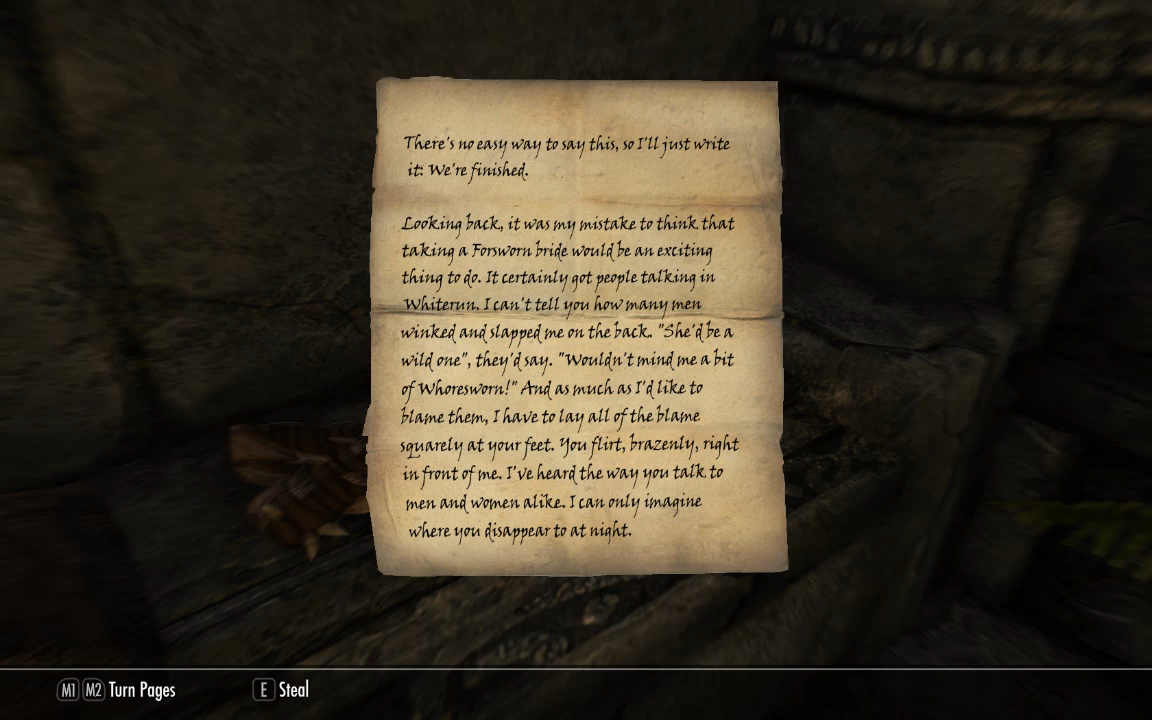 There's no easy way to say this, so I'll just write
it: We're finished.
Looking back, it was my mistake to think that
taking a Forsworn bride would be an exciting
thing to do. It certainly got people talking in
Whiterun. I can't tell you how many men
winked and slapped me on the back. "She'd be a
wild one", they'd say. "Wouldn't mind me a bit
of Whoresworn!" And as much as I'd like to
blame them, I have to lay all of the blame
squarely at your feet. You flirt, brazenly, right
in front of me. I've heard the way you talk to
men and women alike. I can only imagine
where you disappear to at night.
M1 M2 Turn Pages E Steal